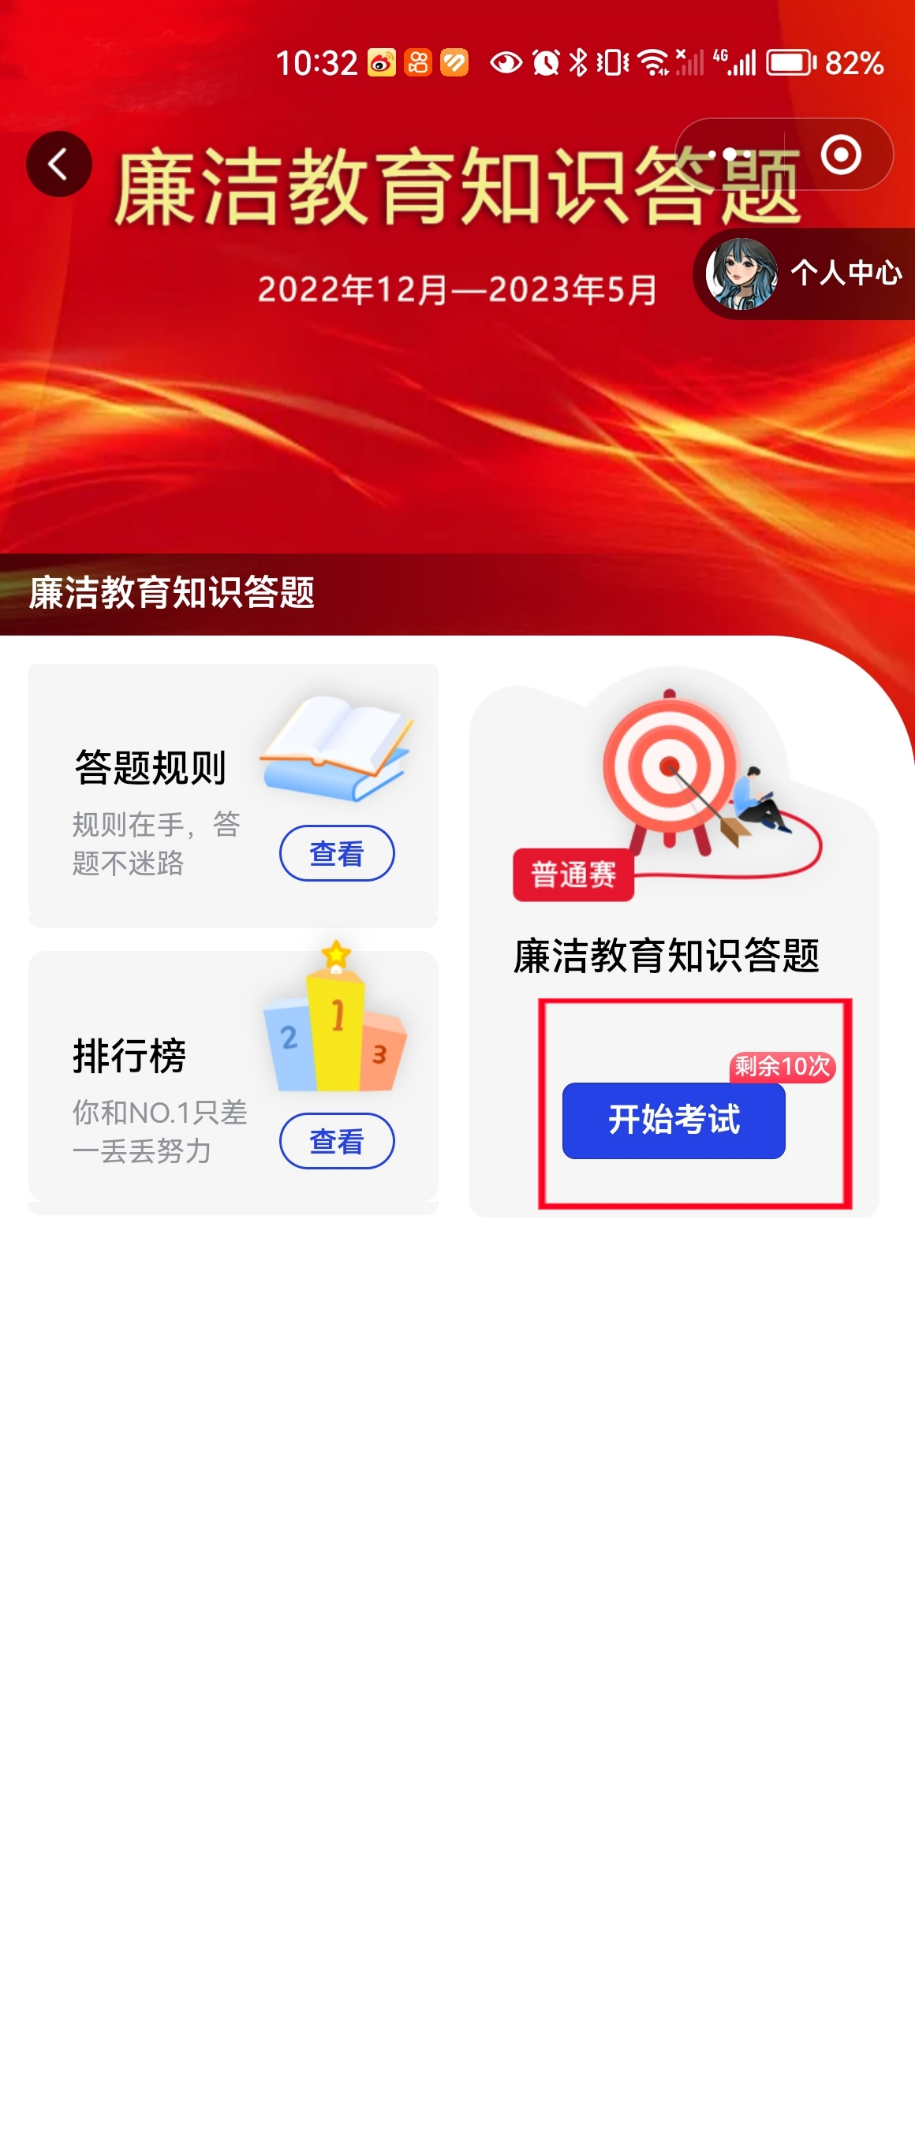 10:32
4G
82%
廉洁教育知识答题
2022年12月—2023年5月
个人中心
廉洁教育知识答题
答题规则
规则在手，答
题不迷路
查看
排行榜
2
1
3
你和NO.1只差
一丢丢努力
查看
普通赛
廉洁教育知识答题
剩余10次
开始考试